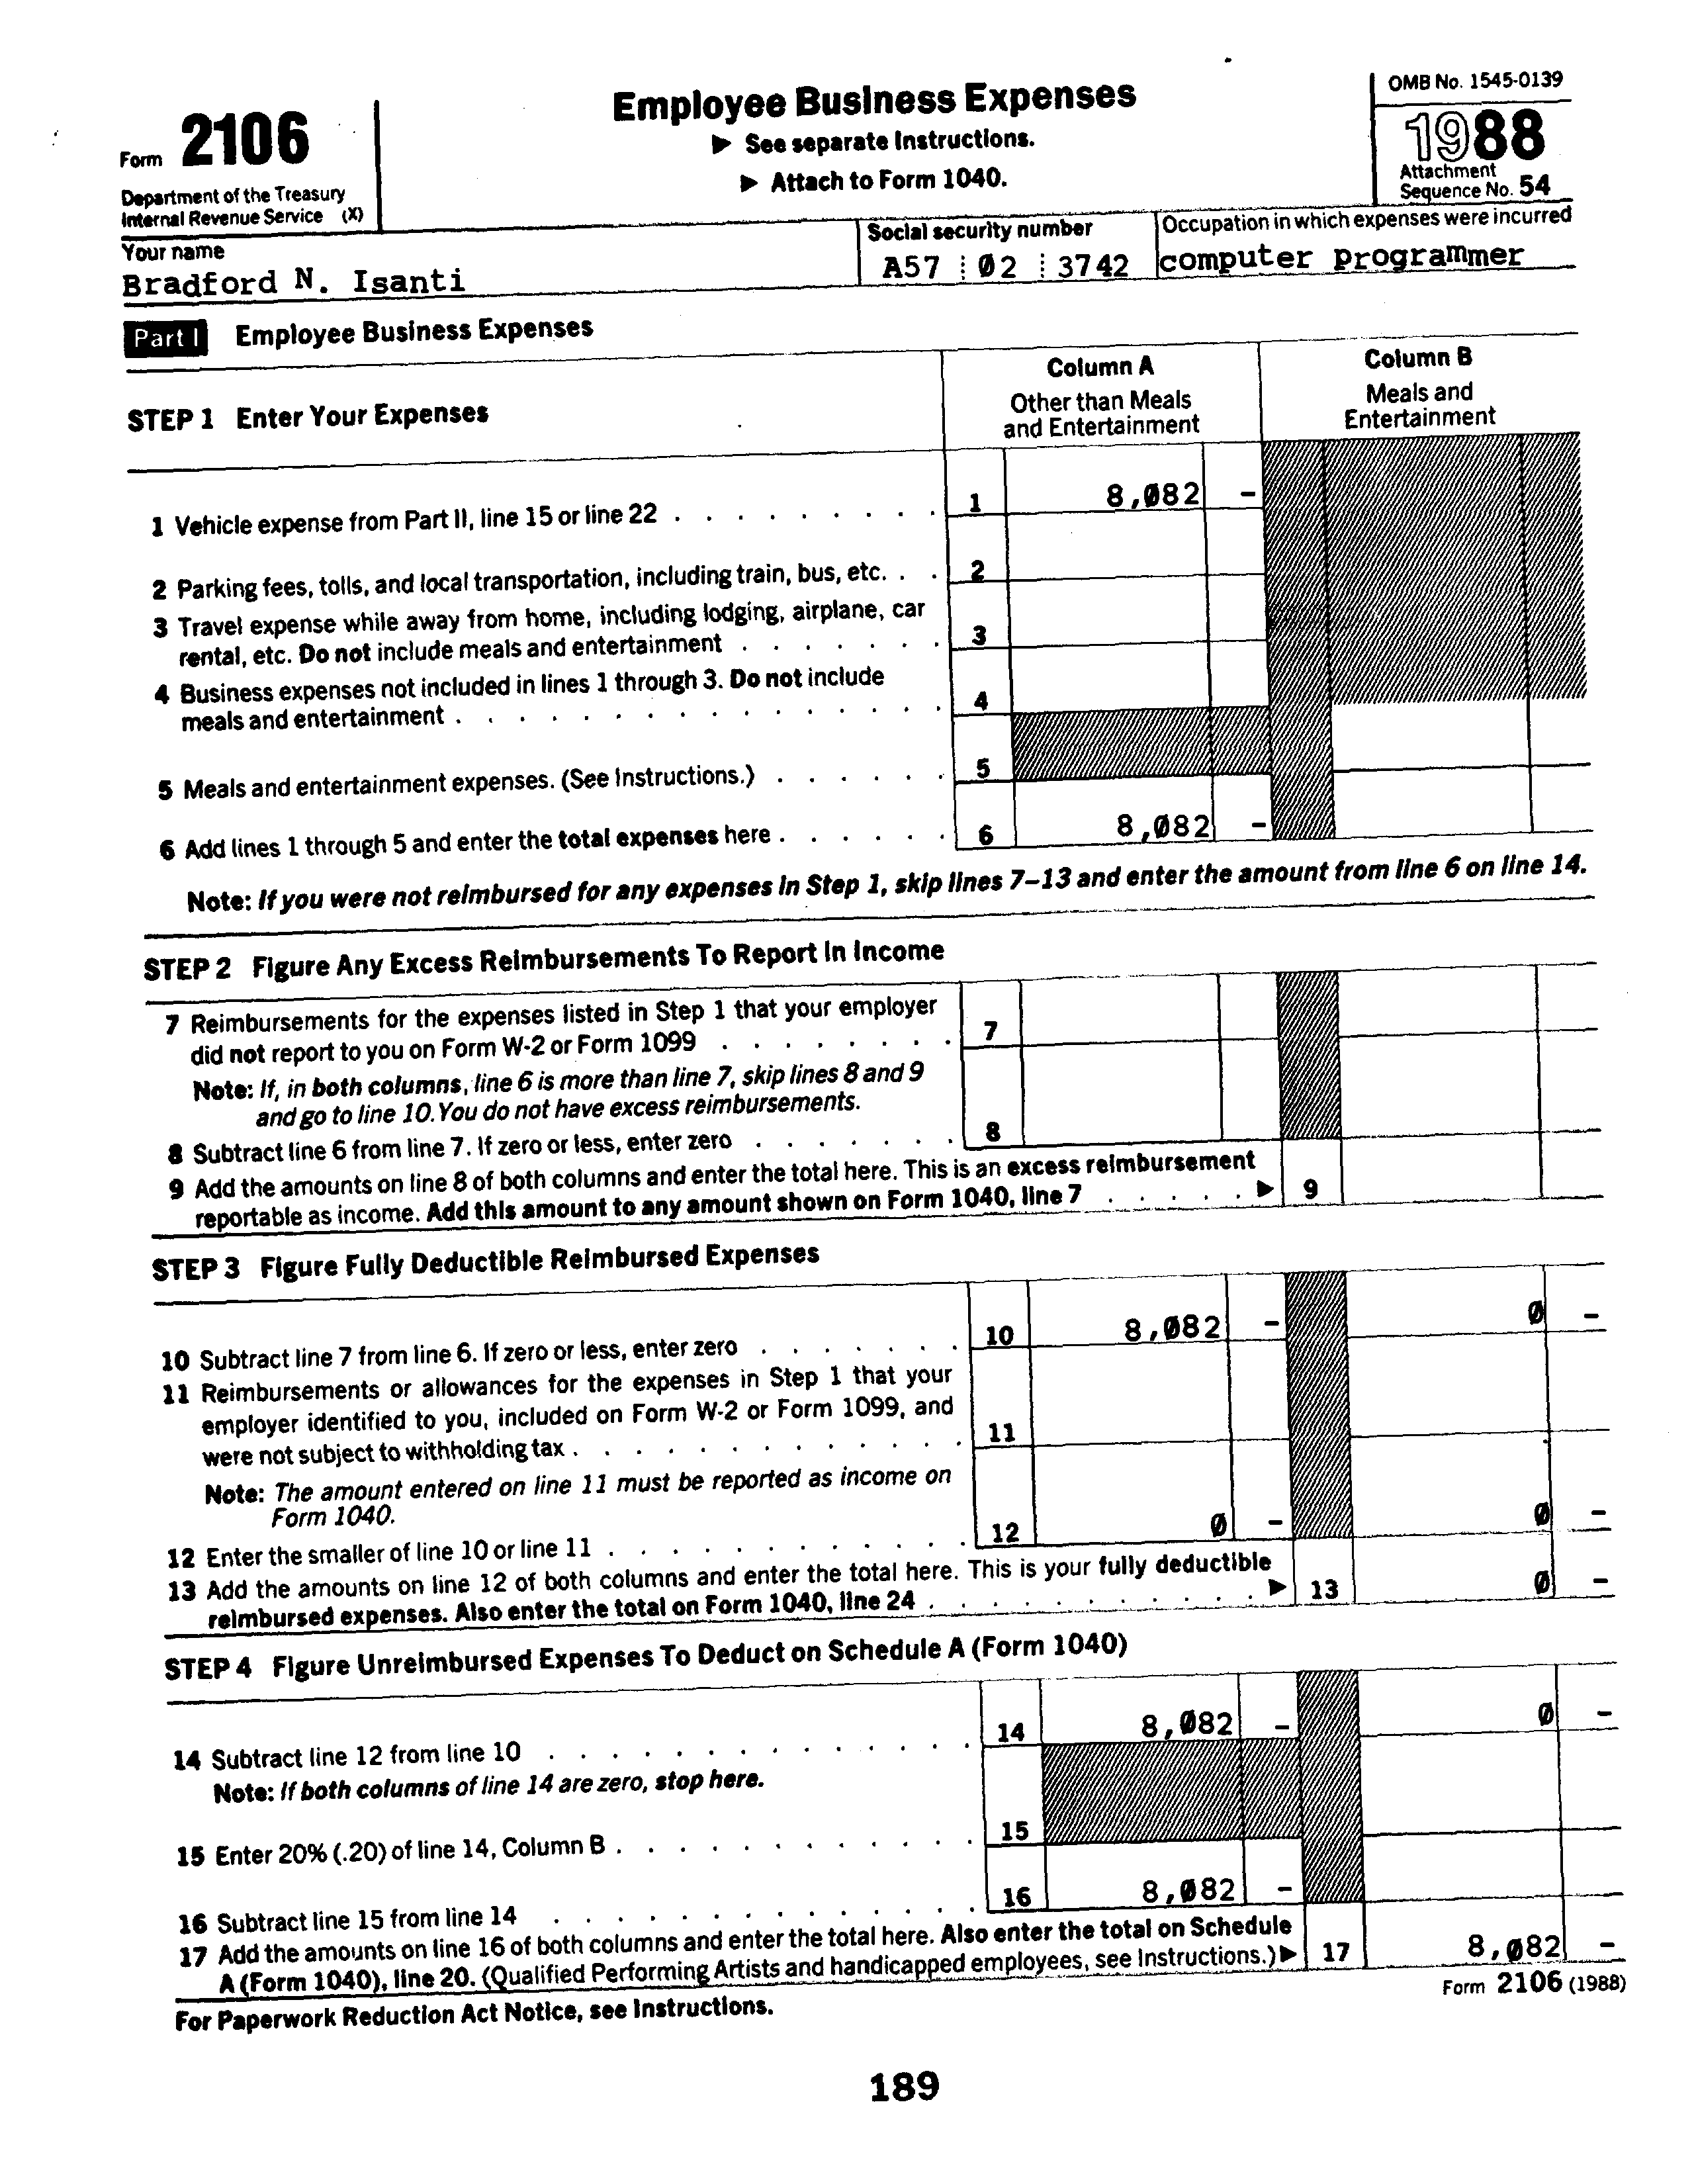 Form 2106
Department of the Treasury
Internal Revenue Service (X)
Employee Business Expenses
▶ See separate Instructions.
▶ Attach to Form 1040.
OMB No. 1545-0139
1988
Attachment
Sequence No. 54
Your name
Bradford N. Isanti
Social security number
A57 02 3742
Occupation in which expenses were incurred
computer programmer
Part I Employee Business Expenses
STEP 1 Enter Your Expenses
Column A
Other than Meals
and Entertainment
Column B
Meals and
Entertainment
1 Vehicle expense from Part II, line 15 or line 22 . . . . . . . . . 1 8,082 -
2 Parking fees, tolls, and local transportation, including train, bus, etc. . . 2
3 Travel expense while away from home, including lodging, airplane, car
rental, etc. Do not include meals and entertainment . . . . . . . 3
4 Business expenses not included in lines 1 through 3. Do not include
meals and entertainment . . . . . . . . . . . . . . . . 4
5 Meals and entertainment expenses. (See Instructions.) . . . . . . 5
6 Add lines 1 through 5 and enter the total expenses here . . . . . . 6 8,082 -
Note: If you were not reimbursed for any expenses in Step 1, skip lines 7–13 and enter the amount from line 6 on line 14.
STEP 2 Figure Any Excess Reimbursements To Report In Income
7 Reimbursements for the expenses listed in Step 1 that your employer
did not report to you on Form W-2 or Form 1099 . . . . . . . . 7
Note: If, in both columns, line 6 is more than line 7, skip lines 8 and 9
and go to line 10. You do not have excess reimbursements.
8 Subtract line 6 from line 7. If zero or less, enter zero . . . . . . . 8
9 Add the amounts on line 8 of both columns and enter the total here. This is an excess reimbursement
reportable as income. Add this amount to any amount shown on Form 1040, line 7 . . . . . ▶ 9
STEP 3 Figure Fully Deductible Reimbursed Expenses
10 Subtract line 7 from line 6. If zero or less, enter zero . . . . . . . 10 8,082 - 0 -
11 Reimbursements or allowances for the expenses in Step 1 that your
employer identified to you, included on Form W-2 or Form 1099, and
were not subject to withholding tax . . . . . . . . . . . . . 11
Note: The amount entered on line 11 must be reported as income on
Form 1040.
12 Enter the smaller of line 10 or line 11 . . . . . . . . . . . . 12 0 - 0 -
13 Add the amounts on line 12 of both columns and enter the total here. This is your fully deductible
reimbursed expenses. Also enter the total on Form 1040, line 24 . . . . . . . . . . . ▶ 13 0 -
STEP 4 Figure Unreimbursed Expenses To Deduct on Schedule A (Form 1040)
14 Subtract line 12 from line 10 . . . . . . . . . . . . . . 14 8,082 - 0 -
Note: If both columns of line 14 are zero, stop here.
15 Enter 20% (.20) of line 14, Column B . . . . . . . . . . . . 15
16 Subtract line 15 from line 14 . . . . . . . . . . . . . . 16 8,082 -
17 Add the amounts on line 16 of both columns and enter the total here. Also enter the total on Schedule
A (Form 1040), line 20. (Qualified Performing Artists and handicapped employees, see Instructions.) ▶ 17 8,082 -
For Paperwork Reduction Act Notice, see Instructions.
Form 2106 (1988)
189